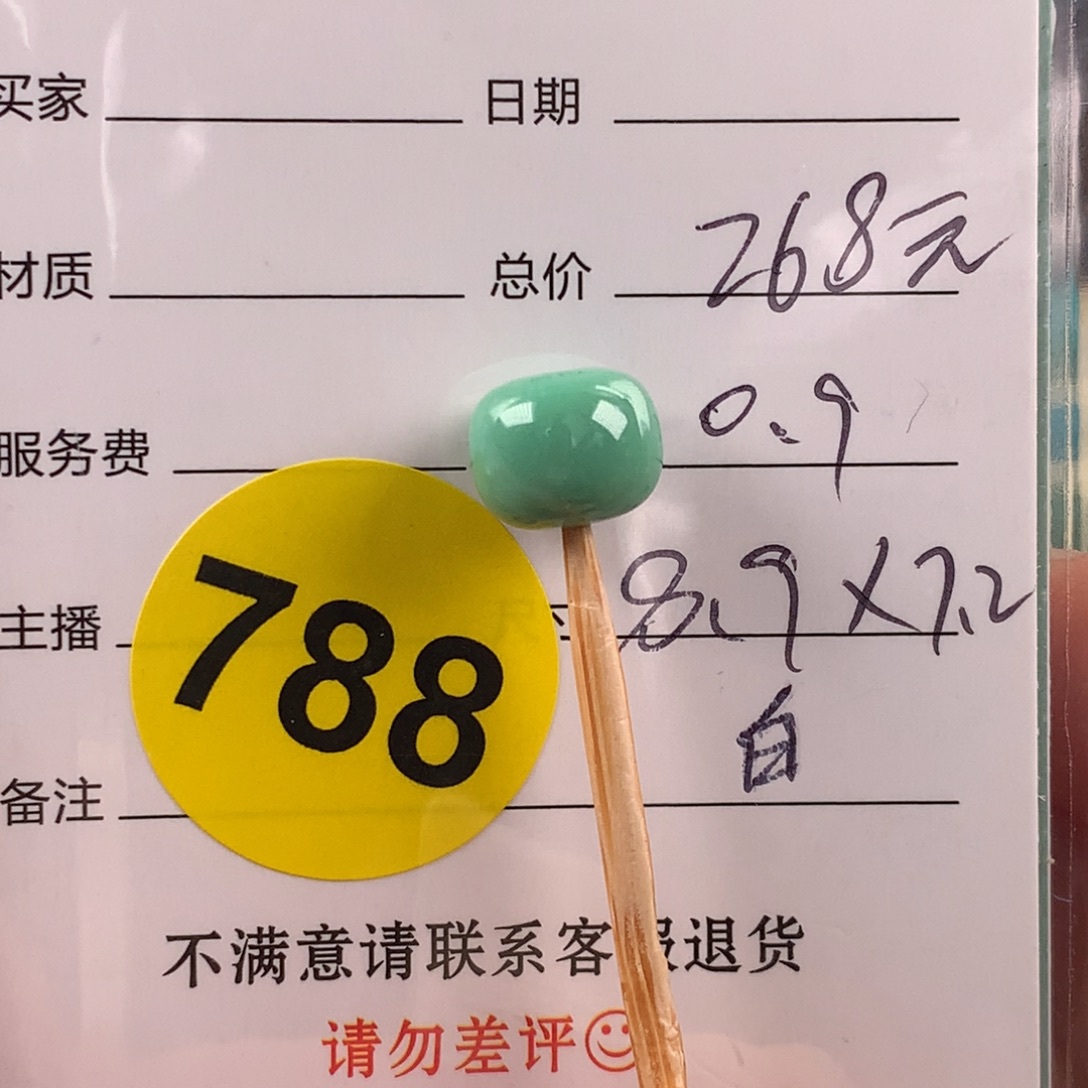 买家 日期
材质 总价 268元
服务费 0.9
主播 8.9×7.2
788
白
备注
不满意请联系客服退货
请勿差评